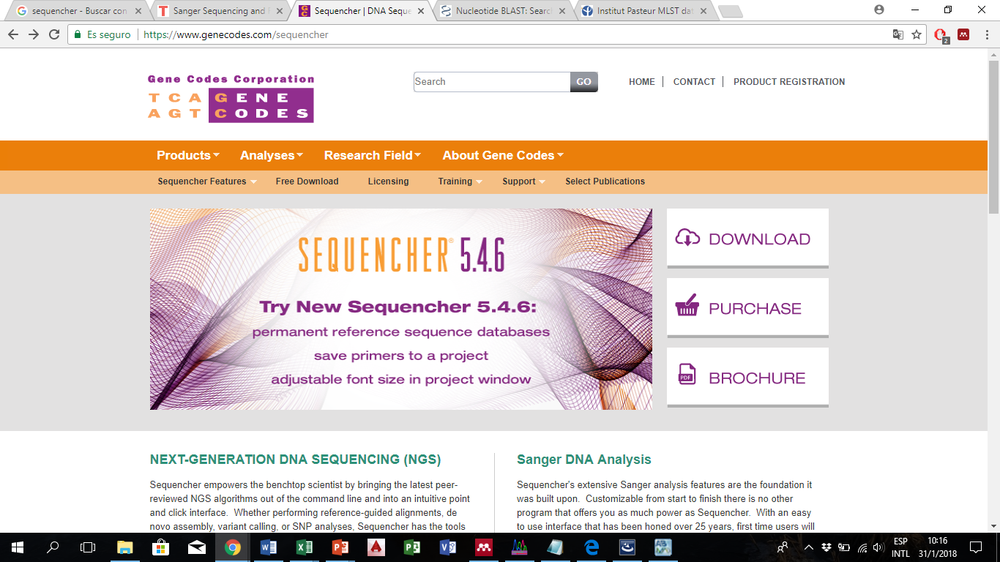 sequencher - Buscar con
Sanger Sequencing and F
Sequencher | DNA Seque
Nucleotide BLAST: Search
Institut Pasteur MLST dat
Es seguro
https://www.genecodes.com/sequencher
2
Gene Codes Corporation
TCA GENE
AGT CODES
Search
GO
HOME
CONTACT
PRODUCT REGISTRATION
Products
Analyses
Research Field
About Gene Codes
Sequencher Features
Free Download
Licensing
Training
Support
Select Publications
SEQUENCHER® 5.4.6
Try New Sequencher 5.4.6:
permanent reference sequence databases
save primers to a project
adjustable font size in project window
DOWNLOAD
PURCHASE
PDF
BROCHURE
NEXT-GENERATION DNA SEQUENCING (NGS)
Sequencher empowers the benchtop scientist by bringing the latest peer-
reviewed NGS algorithms out of the command line and into an intuitive point
and click interface. Whether performing reference-guided alignments, de
novo assembly, variant calling, or SNP analyses, Sequencher has the tools
Sanger DNA Analysis
Sequencher's extensive Sanger analysis features are the foundation it
was built upon. Customizable from start to finish there is no other
program that offers you as much power as Sequencher. With an easy
to use interface that has been honed over 25 years, first time users will
ESP
INTL
10:16
31/1/2018